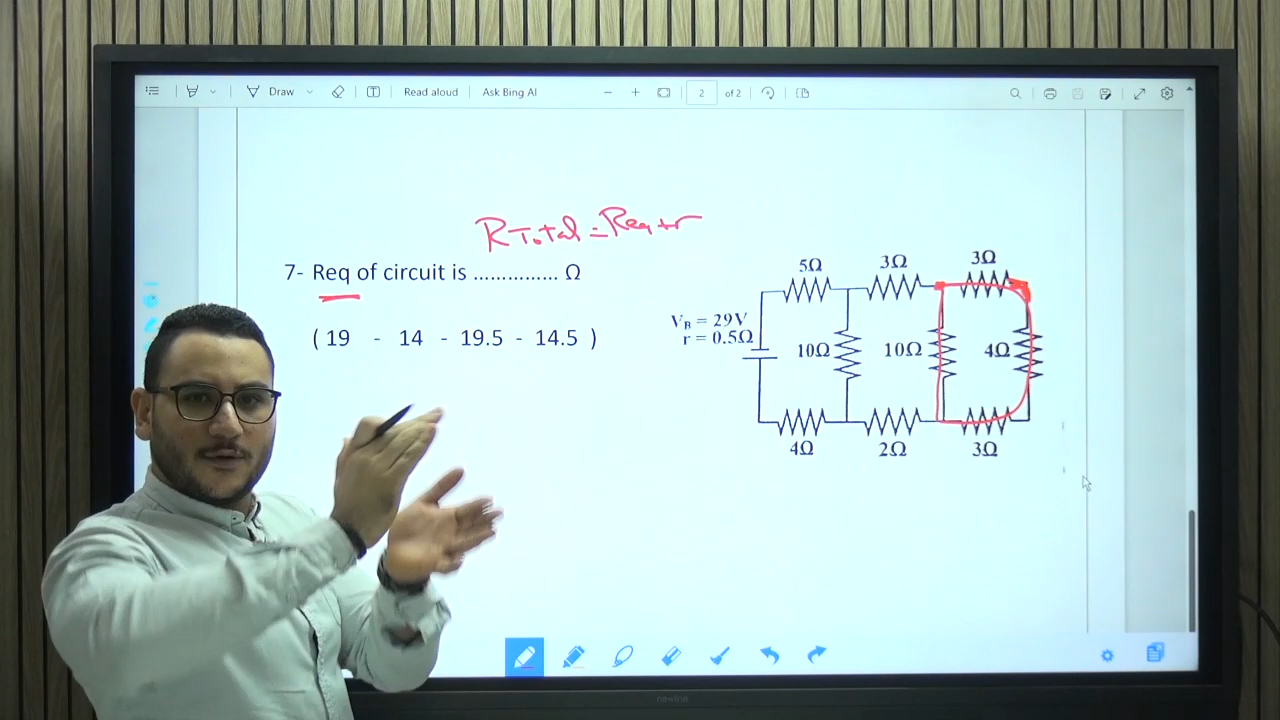 Draw
Read aloud
Ask Bing AI
2
of 2
RTotal = Req + r
7- Req of circuit is .............. Ω
( 19 - 14 - 19.5 - 14.5 )
5Ω
3Ω
3Ω
VB = 29V
r = 0.5Ω
10Ω
10Ω
4Ω
4Ω
2Ω
3Ω
newline